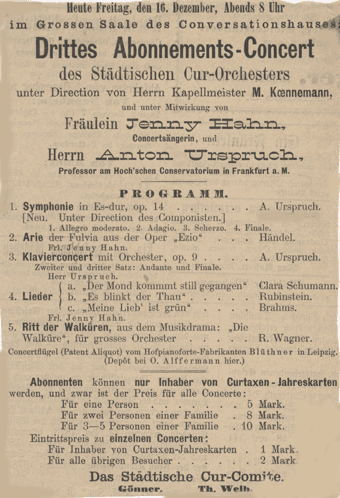 Heute Freitag, den 16. Dezember, Abends 8 Uhr
im Grossen Saale des Conversationshauses:
Drittes Abonnements-Concert
des Städtischen Cur-Orchesters
unter Direction von Herrn Kapellmeister M. Kœnnemann,
und unter Mitwirkung von
Fräulein Jenny Hahn,
Concertsängerin, und
Herrn Anton Urspruch,
Professor am Hoch'schen Conservatorium in Frankfurt a. M.
PROGRAMM.
1. Symphonie in Es-dur, op. 14 . . . . . A. Urspruch.
[Neu. Unter Direction des Componisten.]
1. Allegro moderato. 2. Adagio. 3. Scherzo. 4. Finale.
2. Arie der Fulvia aus der Oper „Ezio“ . . . Händel.
Frl. Jenny Hahn.
3. Klavierconcert mit Orchester, op. 9 . . . . A. Urspruch.
Zweiter und dritter Satz: Andante und Finale.
Herr Urspruch.
4. Lieder { a. „Der Mond kommmt still gegangen“ Clara Schumann.
b. „Es blinkt der Thau“ . . . . Rubinstein.
c. „Meine Lieb' ist grün“ . . . . Brahms.
Frl. Jenny Hahn.
5. Ritt der Walküren, aus dem Musikdrama: „Die
Walküre“, für grosses Orchester . . . . R. Wagner.
Concertflügel (Patent Aliquot) vom Hofpianoforte-Fabrikanten Blüthner in Leipzig.
(Depôt bei O. Alffermann hier.)
Abonnenten können nur Inhaber von Curtaxen-Jahreskarten
werden, und zwar ist der Preis für alle Concerte:
Für eine Person . . . . . . . 5 Mark.
Für zwei Personen einer Familie . . 8 Mark.
Für 3—5 Personen einer Familie . . 10 Mark.
Eintrittspreis zu einzelnen Concerten:
Für Inhaber von Curtaxen-Jahreskarten . 1 Mark.
Für alle übrigen Besucher . . . . 2 Mark.
Das Städtische Cur-Comite.
Gönner. Th. Weih.